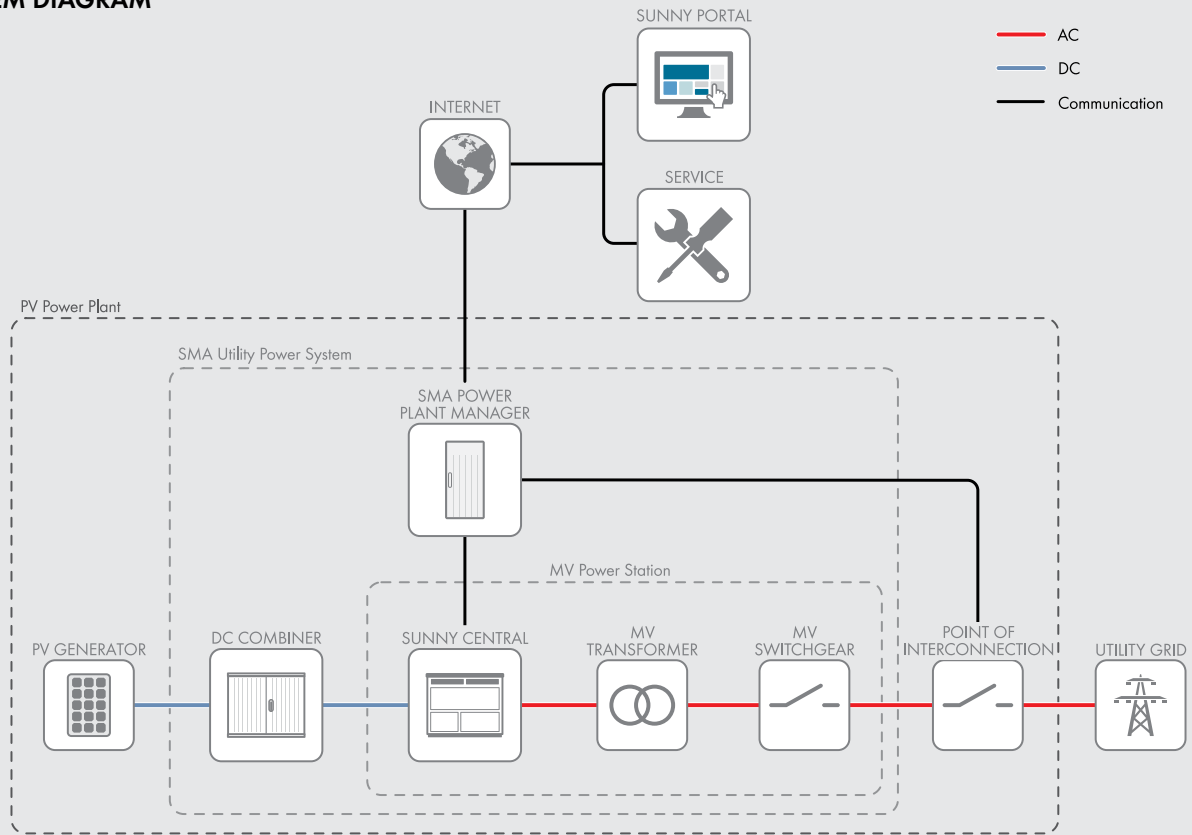 DIAGRAM
SUNNY PORTAL
AC
DC
Communication
INTERNET
SERVICE
PV Power Plant
SMA Utility Power System
SMA POWER
PLANT MANAGER
MV Power Station
PV GENERATOR
DC COMBINER
SUNNY CENTRAL
MV
TRANSFORMER
MV
SWITCHGEAR
POINT OF
INTERCONNECTION
UTILITY GRID